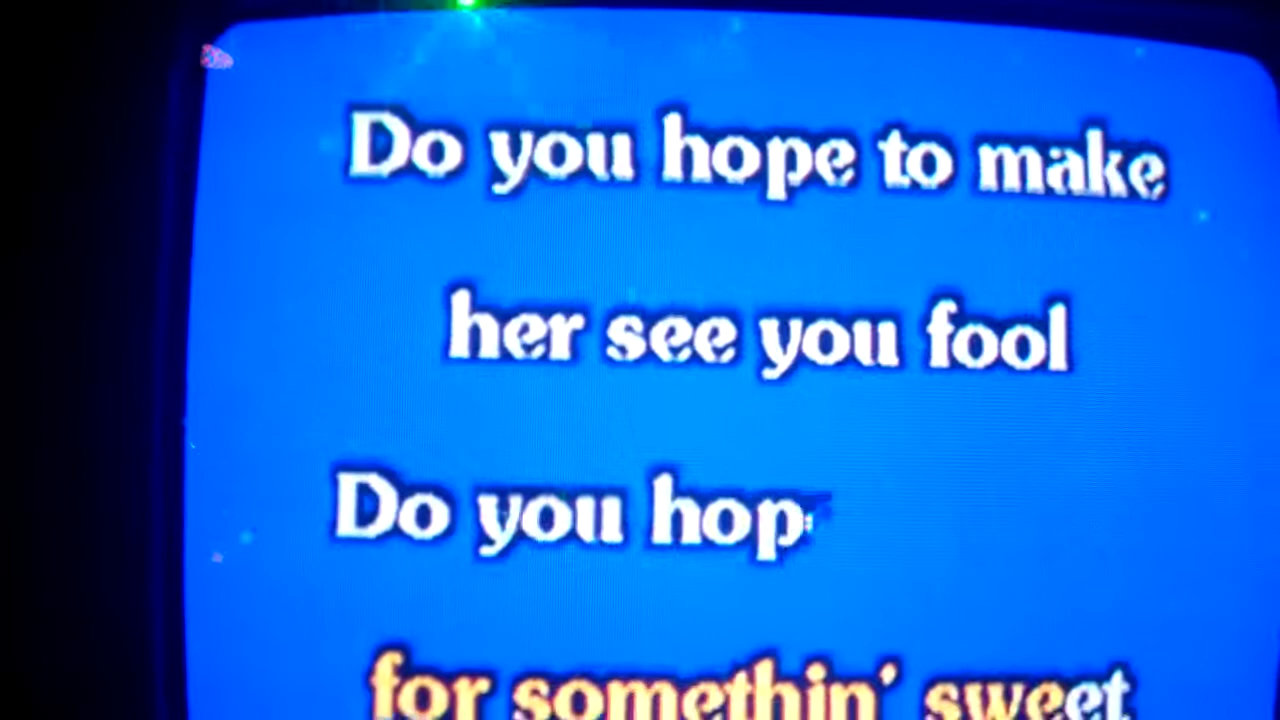 Do you hope to make
her see you fool
Do you hop
for somethin' sweet